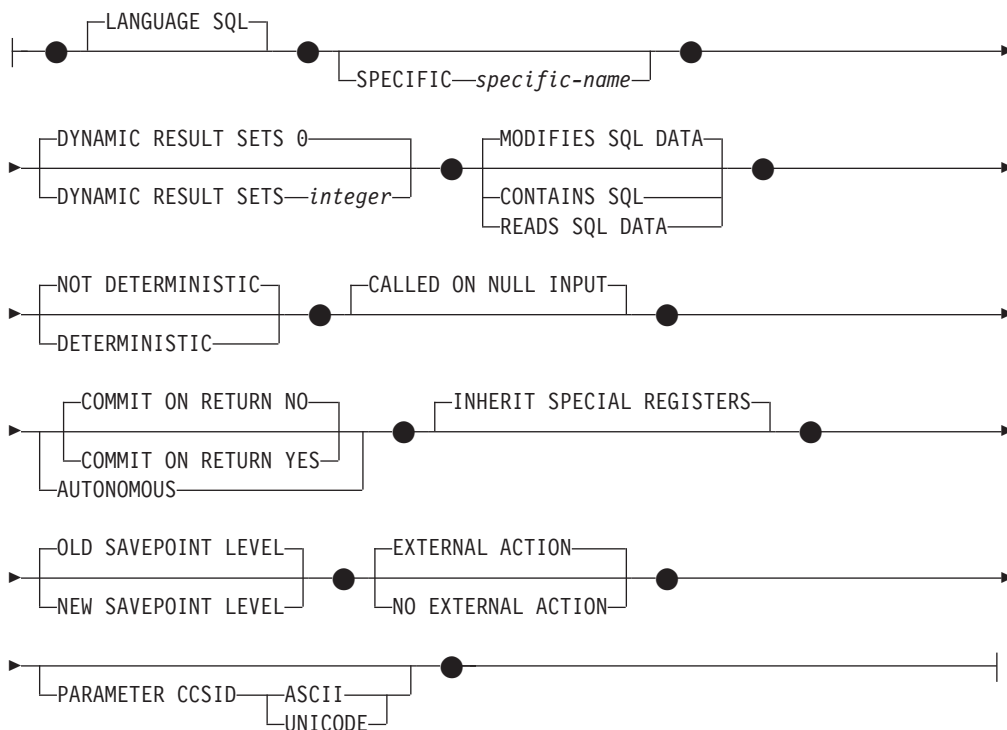 LANGUAGE SQL
SPECIFIC specific-name
DYNAMIC RESULT SETS 0
DYNAMIC RESULT SETS integer
MODIFIES SQL DATA
CONTAINS SQL
READS SQL DATA
NOT DETERMINISTIC
DETERMINISTIC
CALLED ON NULL INPUT
COMMIT ON RETURN NO
COMMIT ON RETURN YES
AUTONOMOUS
INHERIT SPECIAL REGISTERS
OLD SAVEPOINT LEVEL
NEW SAVEPOINT LEVEL
EXTERNAL ACTION
NO EXTERNAL ACTION
PARAMETER CCSID
ASCII
UNICODE